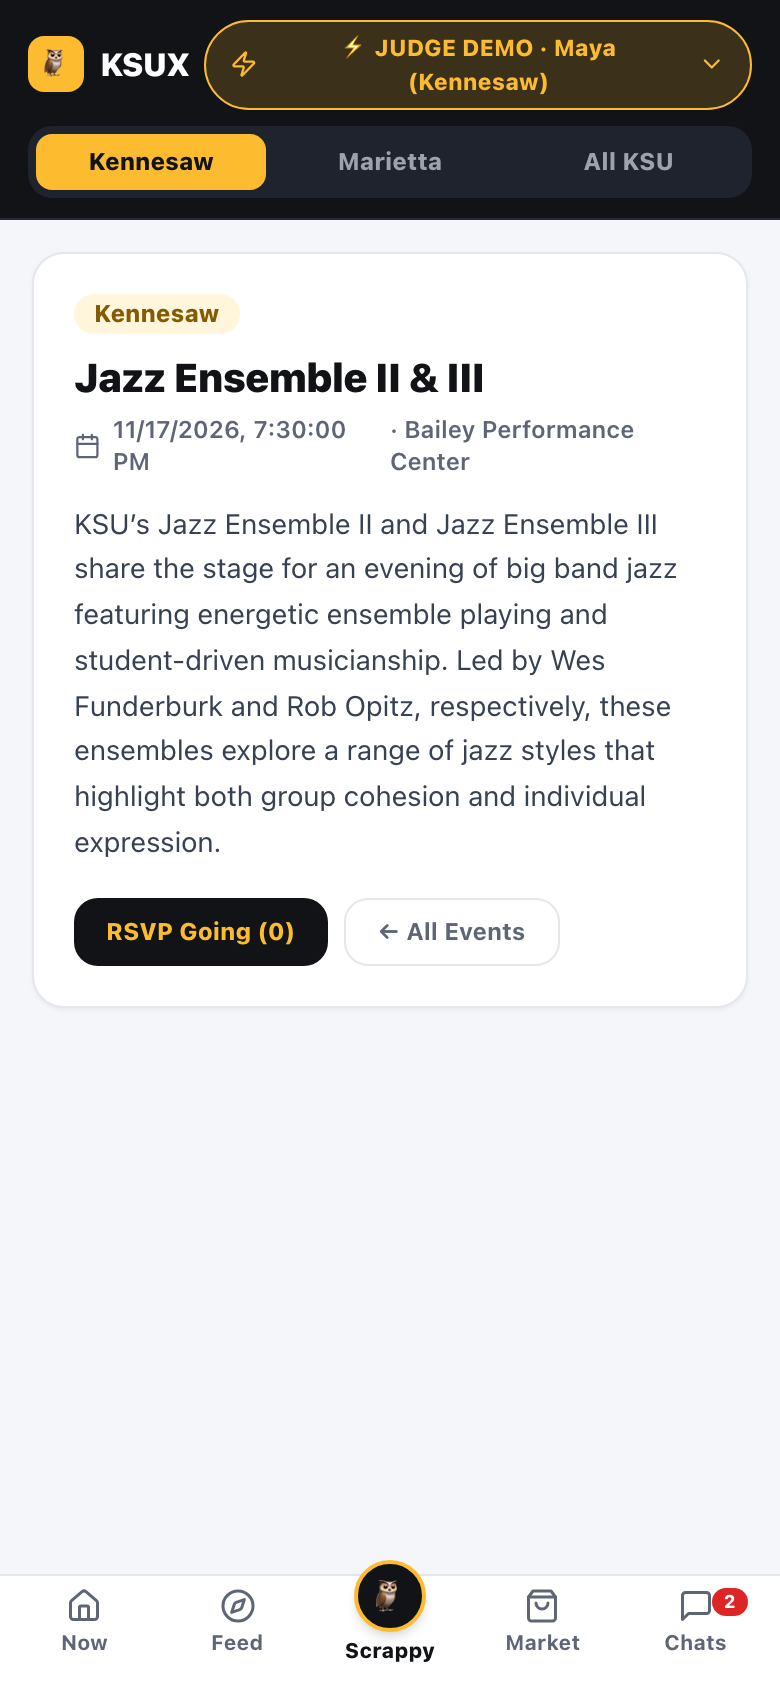 KSUX
⚡ JUDGE DEMO · Maya
(Kennesaw)
Kennesaw
Marietta
All KSU
Kennesaw
Jazz Ensemble II & III
11/17/2026, 7:30:00
PM
· Bailey Performance
Center
KSU’s Jazz Ensemble II and Jazz Ensemble III
share the stage for an evening of big band jazz
featuring energetic ensemble playing and
student-driven musicianship. Led by Wes
Funderburk and Rob Opitz, respectively, these
ensembles explore a range of jazz styles that
highlight both group cohesion and individual
expression.
RSVP Going (0)
← All Events
Now
Feed
Scrappy
Market
2
Chats